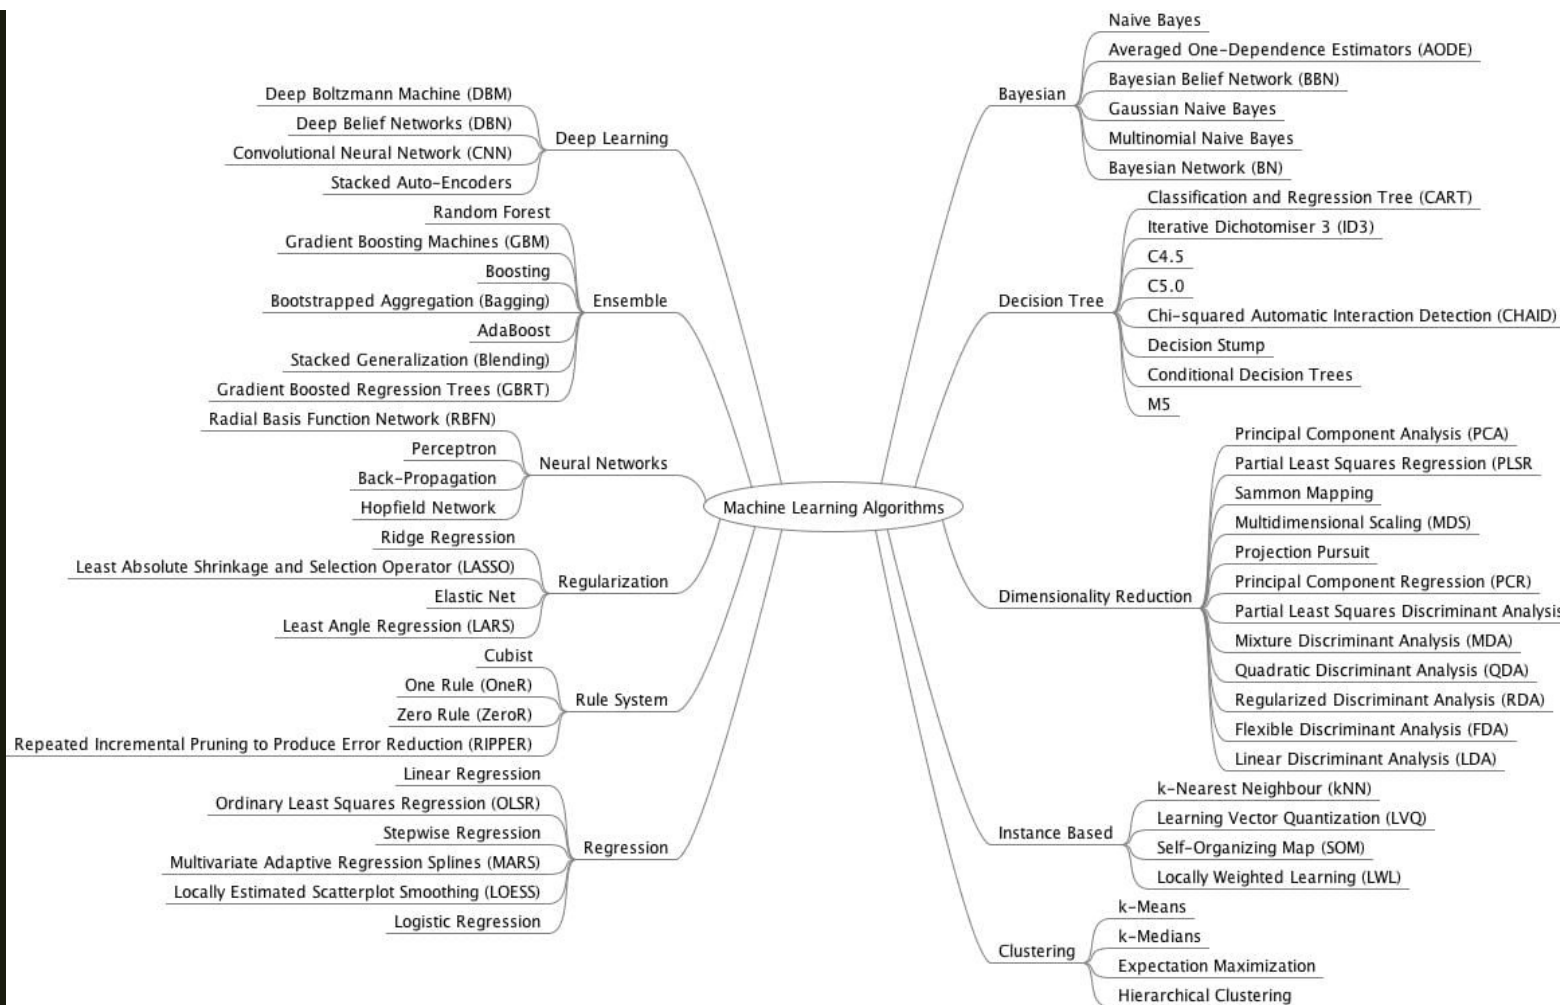 Machine Learning Algorithms
Deep Learning
Deep Boltzmann Machine (DBM)
Deep Belief Networks (DBN)
Convolutional Neural Network (CNN)
Stacked Auto-Encoders
Ensemble
Random Forest
Gradient Boosting Machines (GBM)
Boosting
Bootstrapped Aggregation (Bagging)
AdaBoost
Stacked Generalization (Blending)
Gradient Boosted Regression Trees (GBRT)
Neural Networks
Radial Basis Function Network (RBFN)
Perceptron
Back-Propagation
Hopfield Network
Regularization
Ridge Regression
Least Absolute Shrinkage and Selection Operator (LASSO)
Elastic Net
Least Angle Regression (LARS)
Rule System
Cubist
One Rule (OneR)
Zero Rule (ZeroR)
Repeated Incremental Pruning to Produce Error Reduction (RIPPER)
Regression
Linear Regression
Ordinary Least Squares Regression (OLSR)
Stepwise Regression
Multivariate Adaptive Regression Splines (MARS)
Locally Estimated Scatterplot Smoothing (LOESS)
Logistic Regression
Bayesian
Naive Bayes
Averaged One-Dependence Estimators (AODE)
Bayesian Belief Network (BBN)
Gaussian Naive Bayes
Multinomial Naive Bayes
Bayesian Network (BN)
Decision Tree
Classification and Regression Tree (CART)
Iterative Dichotomiser 3 (ID3)
C4.5
C5.0
Chi-squared Automatic Interaction Detection (CHAID)
Decision Stump
Conditional Decision Trees
M5
Dimensionality Reduction
Principal Component Analysis (PCA)
Partial Least Squares Regression (PLSR
Sammon Mapping
Multidimensional Scaling (MDS)
Projection Pursuit
Principal Component Regression (PCR)
Partial Least Squares Discriminant Analysis
Mixture Discriminant Analysis (MDA)
Quadratic Discriminant Analysis (QDA)
Regularized Discriminant Analysis (RDA)
Flexible Discriminant Analysis (FDA)
Linear Discriminant Analysis (LDA)
Instance Based
k-Nearest Neighbour (kNN)
Learning Vector Quantization (LVQ)
Self-Organizing Map (SOM)
Locally Weighted Learning (LWL)
Clustering
k-Means
k-Medians
Expectation Maximization
Hierarchical Clustering